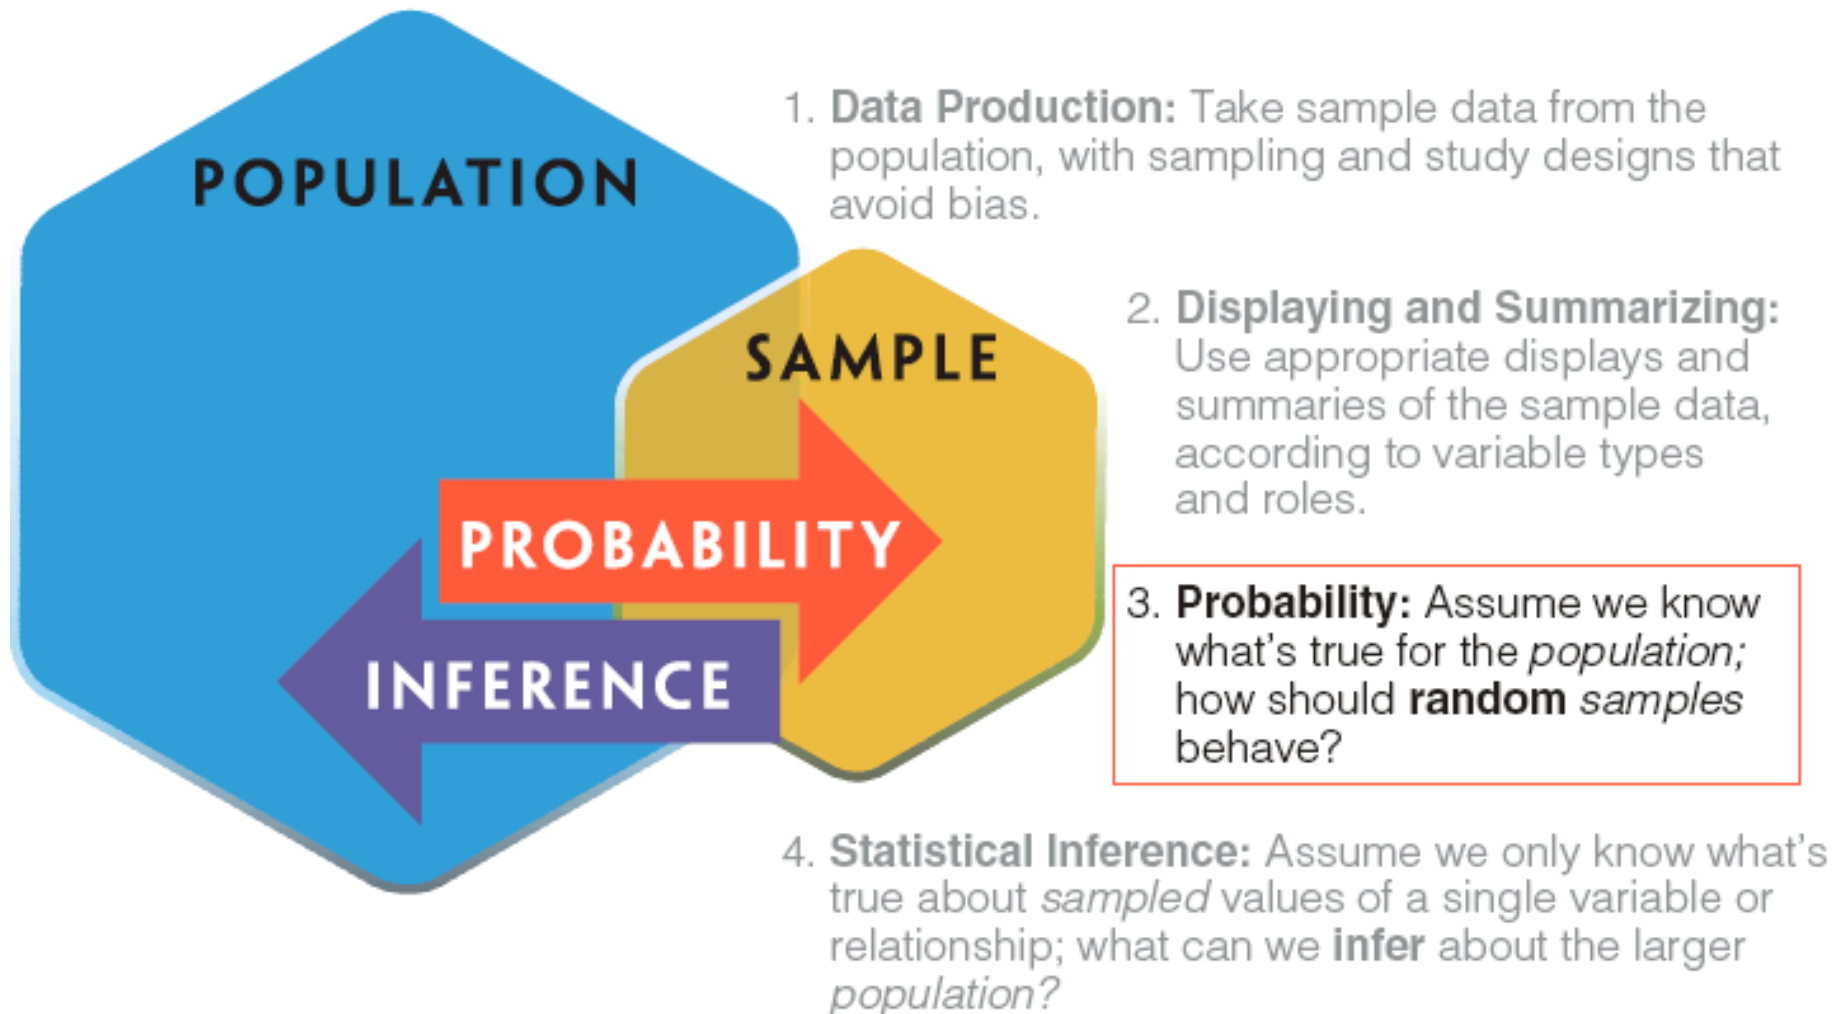 POPULATION
SAMPLE
PROBABILITY
INFERENCE
1. Data Production: Take sample data from the
population, with sampling and study designs that
avoid bias.
2. Displaying and Summarizing:
Use appropriate displays and
summaries of the sample data,
according to variable types
and roles.
3. Probability: Assume we know
what’s true for the population;
how should random samples
behave?
4. Statistical Inference: Assume we only know what’s
true about sampled values of a single variable or
relationship; what can we infer about the larger
population?